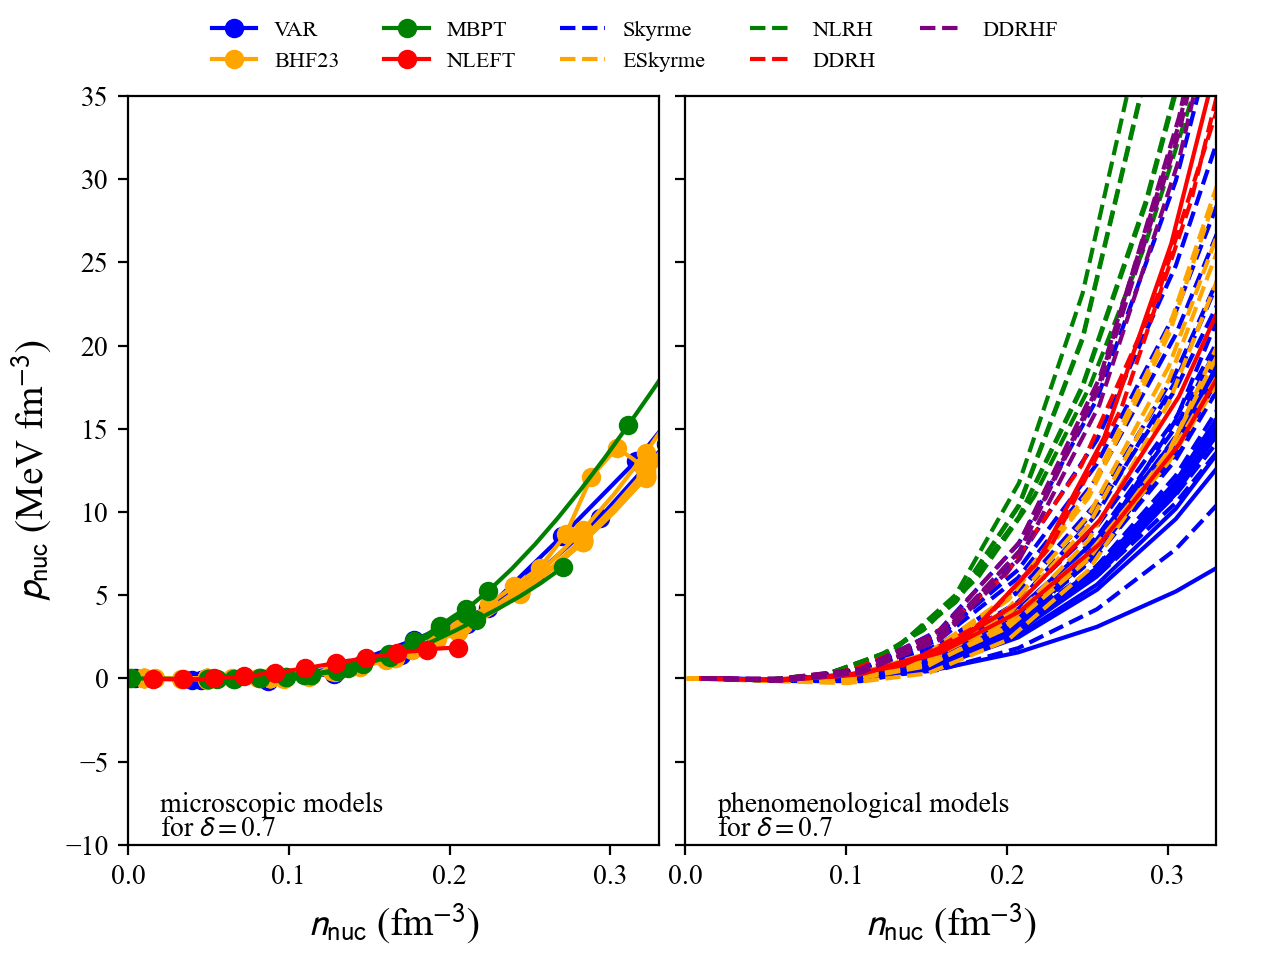 VAR MBPT Skyrme NLRH DDRHF
BHF23 NLEFT ESkyrme DDRH
35
30
25
20
15
10
5
0
−5
−10
p_nuc (MeV fm⁻³)
microscopic models
for δ = 0.7
phenomenological models
for δ = 0.7
0.0 0.1 0.2 0.3
0.0 0.1 0.2 0.3
n_nuc (fm⁻³)
n_nuc (fm⁻³)